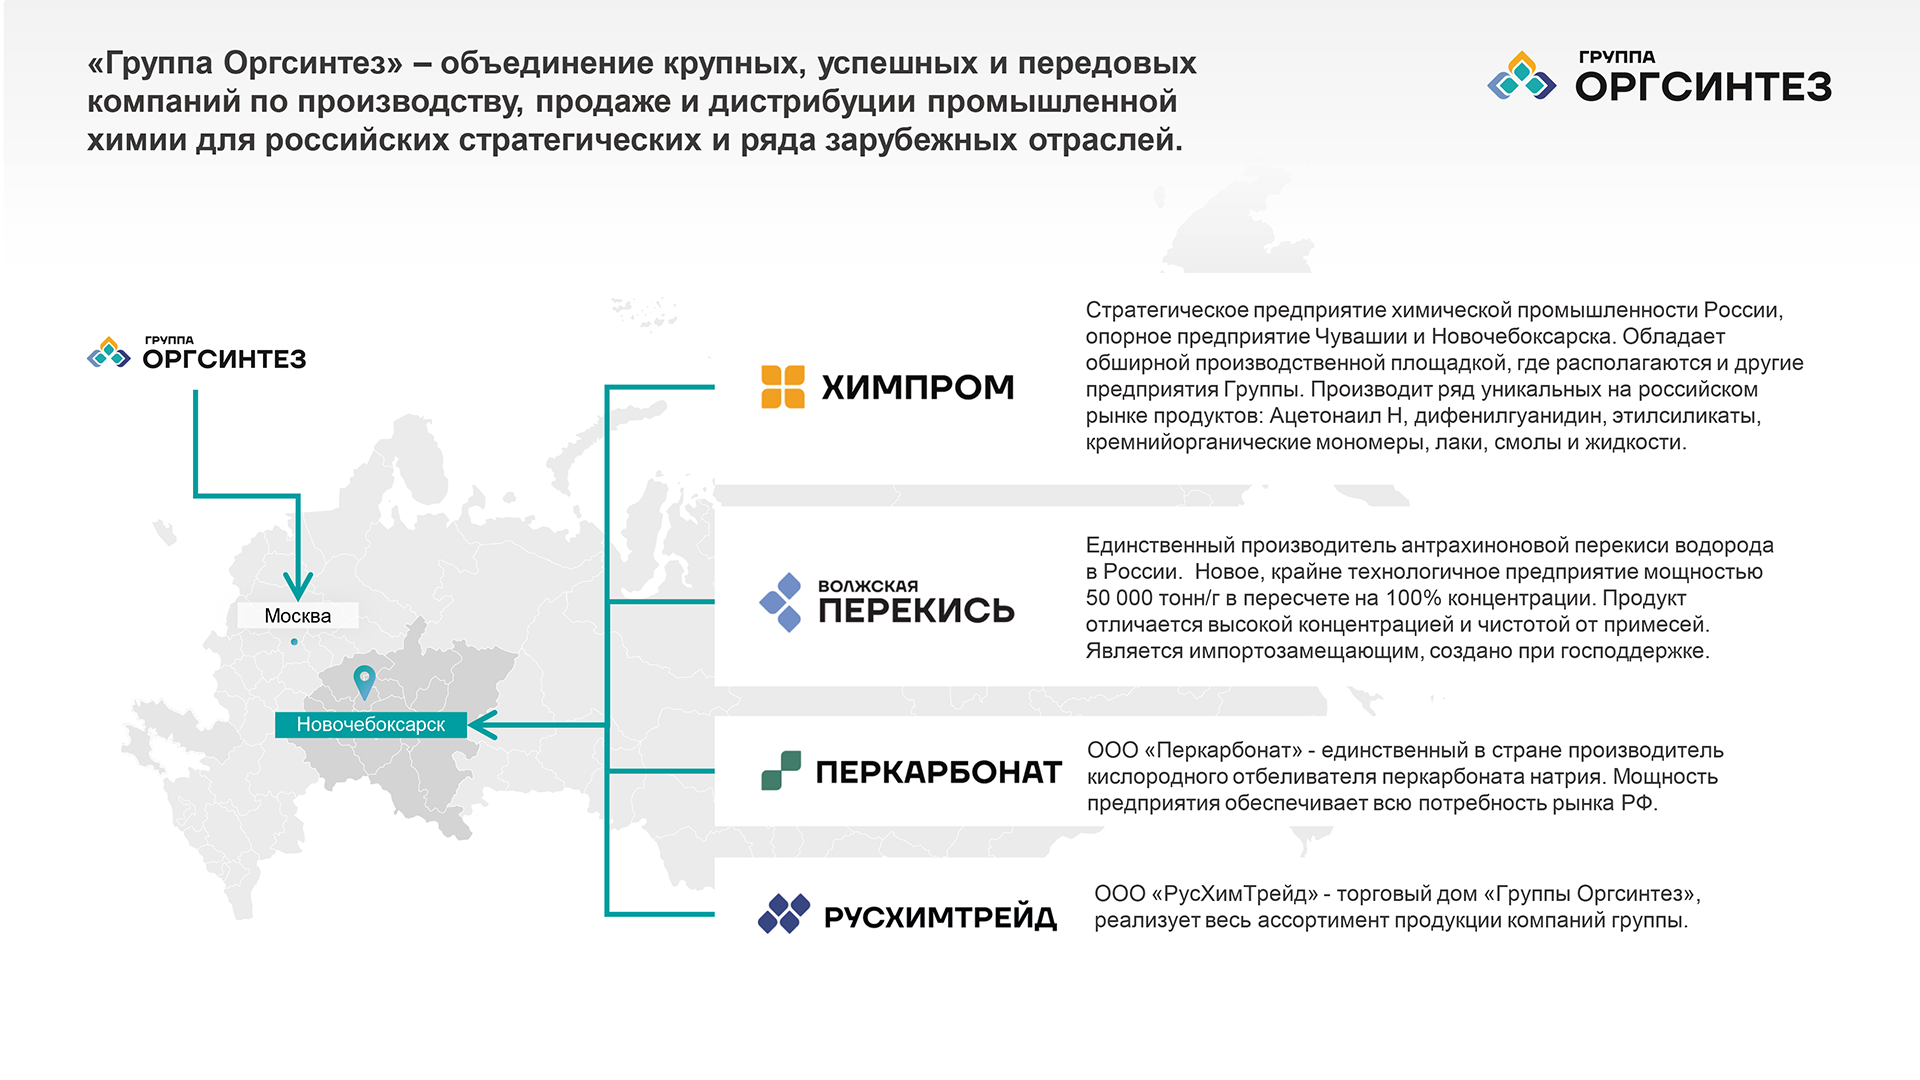 «Группа Оргсинтез» – объединение крупных, успешных и передовых
компаний по производству, продаже и дистрибуции промышленной
химии для российских стратегических и ряда зарубежных отраслей.
ГРУППА
ОРГСИНТЕЗ
ГРУППА
ОРГСИНТЕЗ
Москва
Новочебоксарск
ХИМПРОМ
Стратегическое предприятие химической промышленности России,
опорное предприятие Чувашии и Новочебоксарска. Обладает
обширной производственной площадкой, где располагаются и другие
предприятия Группы. Производит ряд уникальных на российском
рынке продуктов: Ацетонаил Н, дифенилгуанидин, этилсиликаты,
кремнийорганические мономеры, лаки, смолы и жидкости.
ВОЛЖСКАЯ
ПЕРЕКИСЬ
Единственный производитель антрахиноновой перекиси водорода
в России.  Новое, крайне технологичное предприятие мощностью
50 000 тонн/г в пересчете на 100% концентрации. Продукт
отличается высокой концентрацией и чистотой от примесей.
Является импортозамещающим, создано при господдержке.
ПЕРКАРБОНАТ
ООО «Перкарбонат» - единственный в стране производитель
кислородного отбеливателя перкарбоната натрия. Мощность
предприятия обеспечивает всю потребность рынка РФ.
РУСХИМТРЕЙД
ООО «РусХимТрейд» - торговый дом «Группы Оргсинтез»,
реализует весь ассортимент продукции компаний группы.